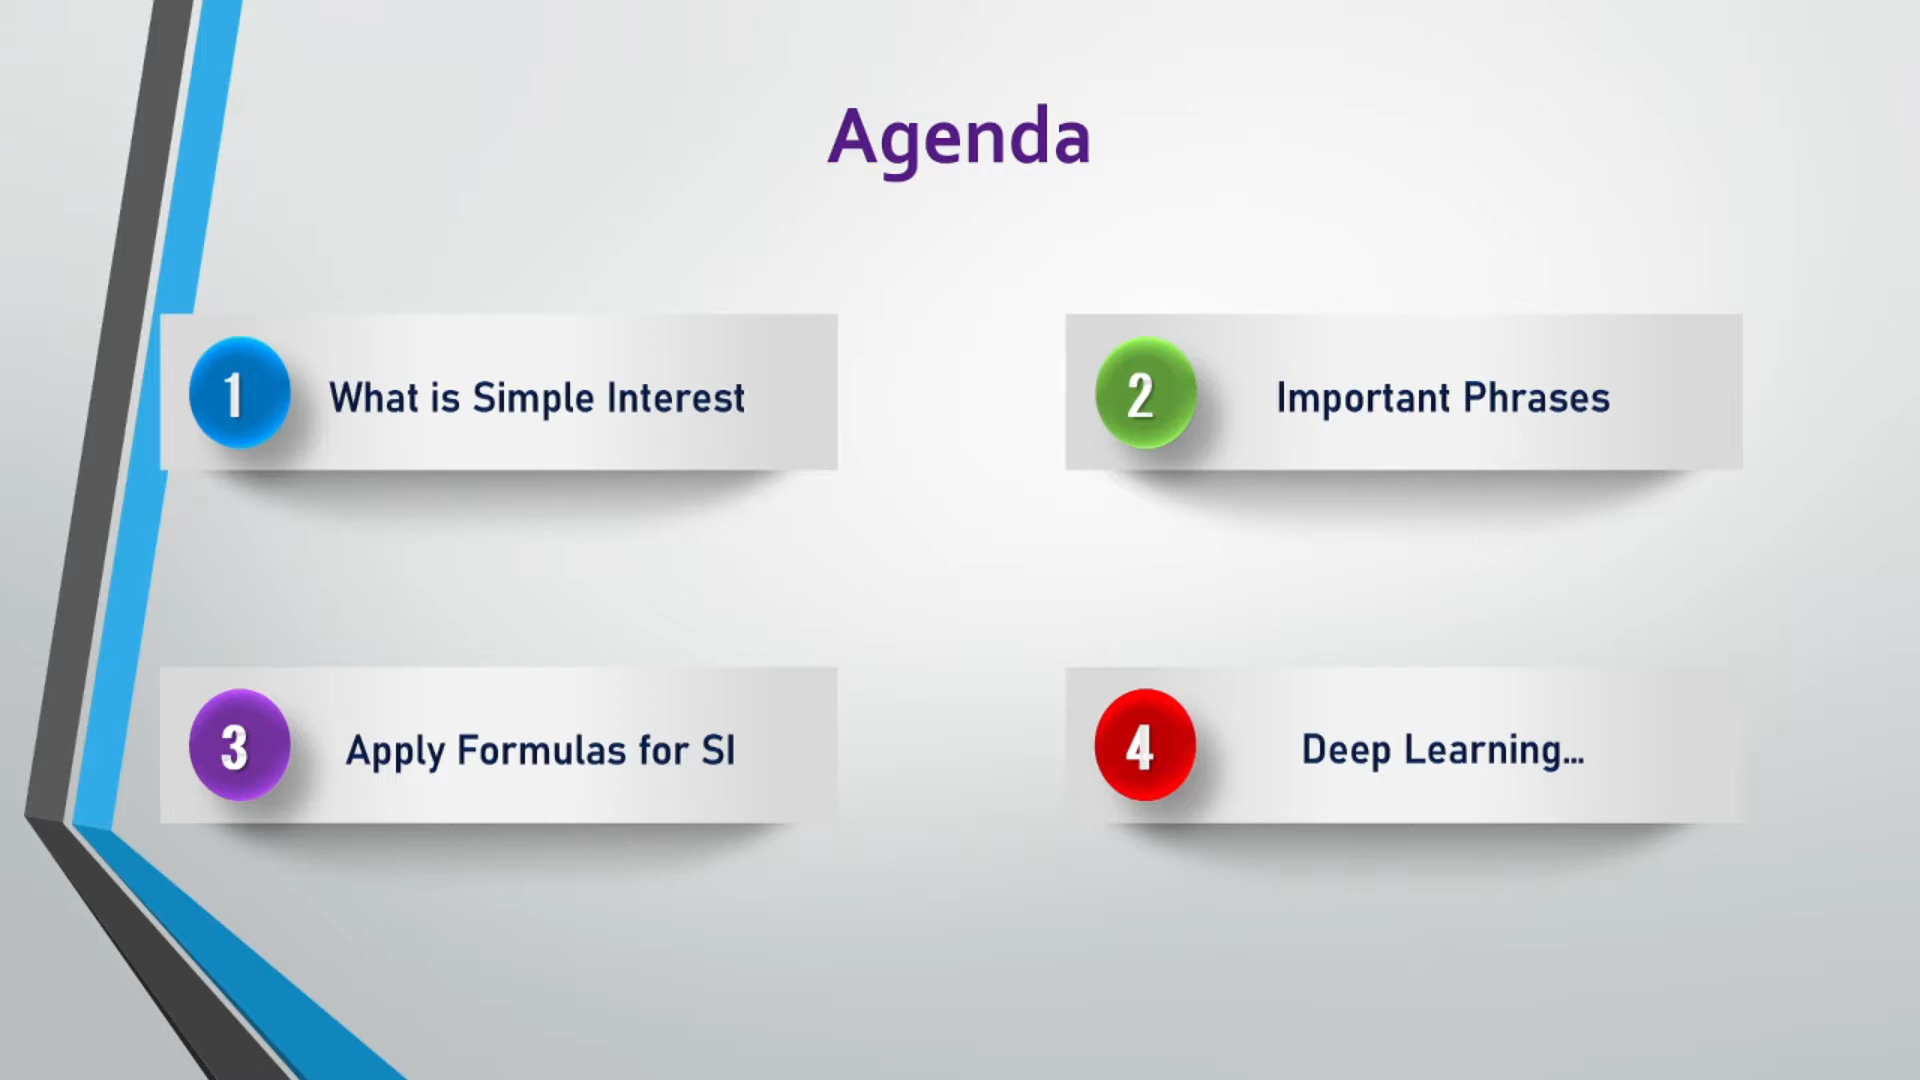 Agenda
1 What is Simple Interest
2 Important Phrases
3 Apply Formulas for SI
4 Deep Learning...